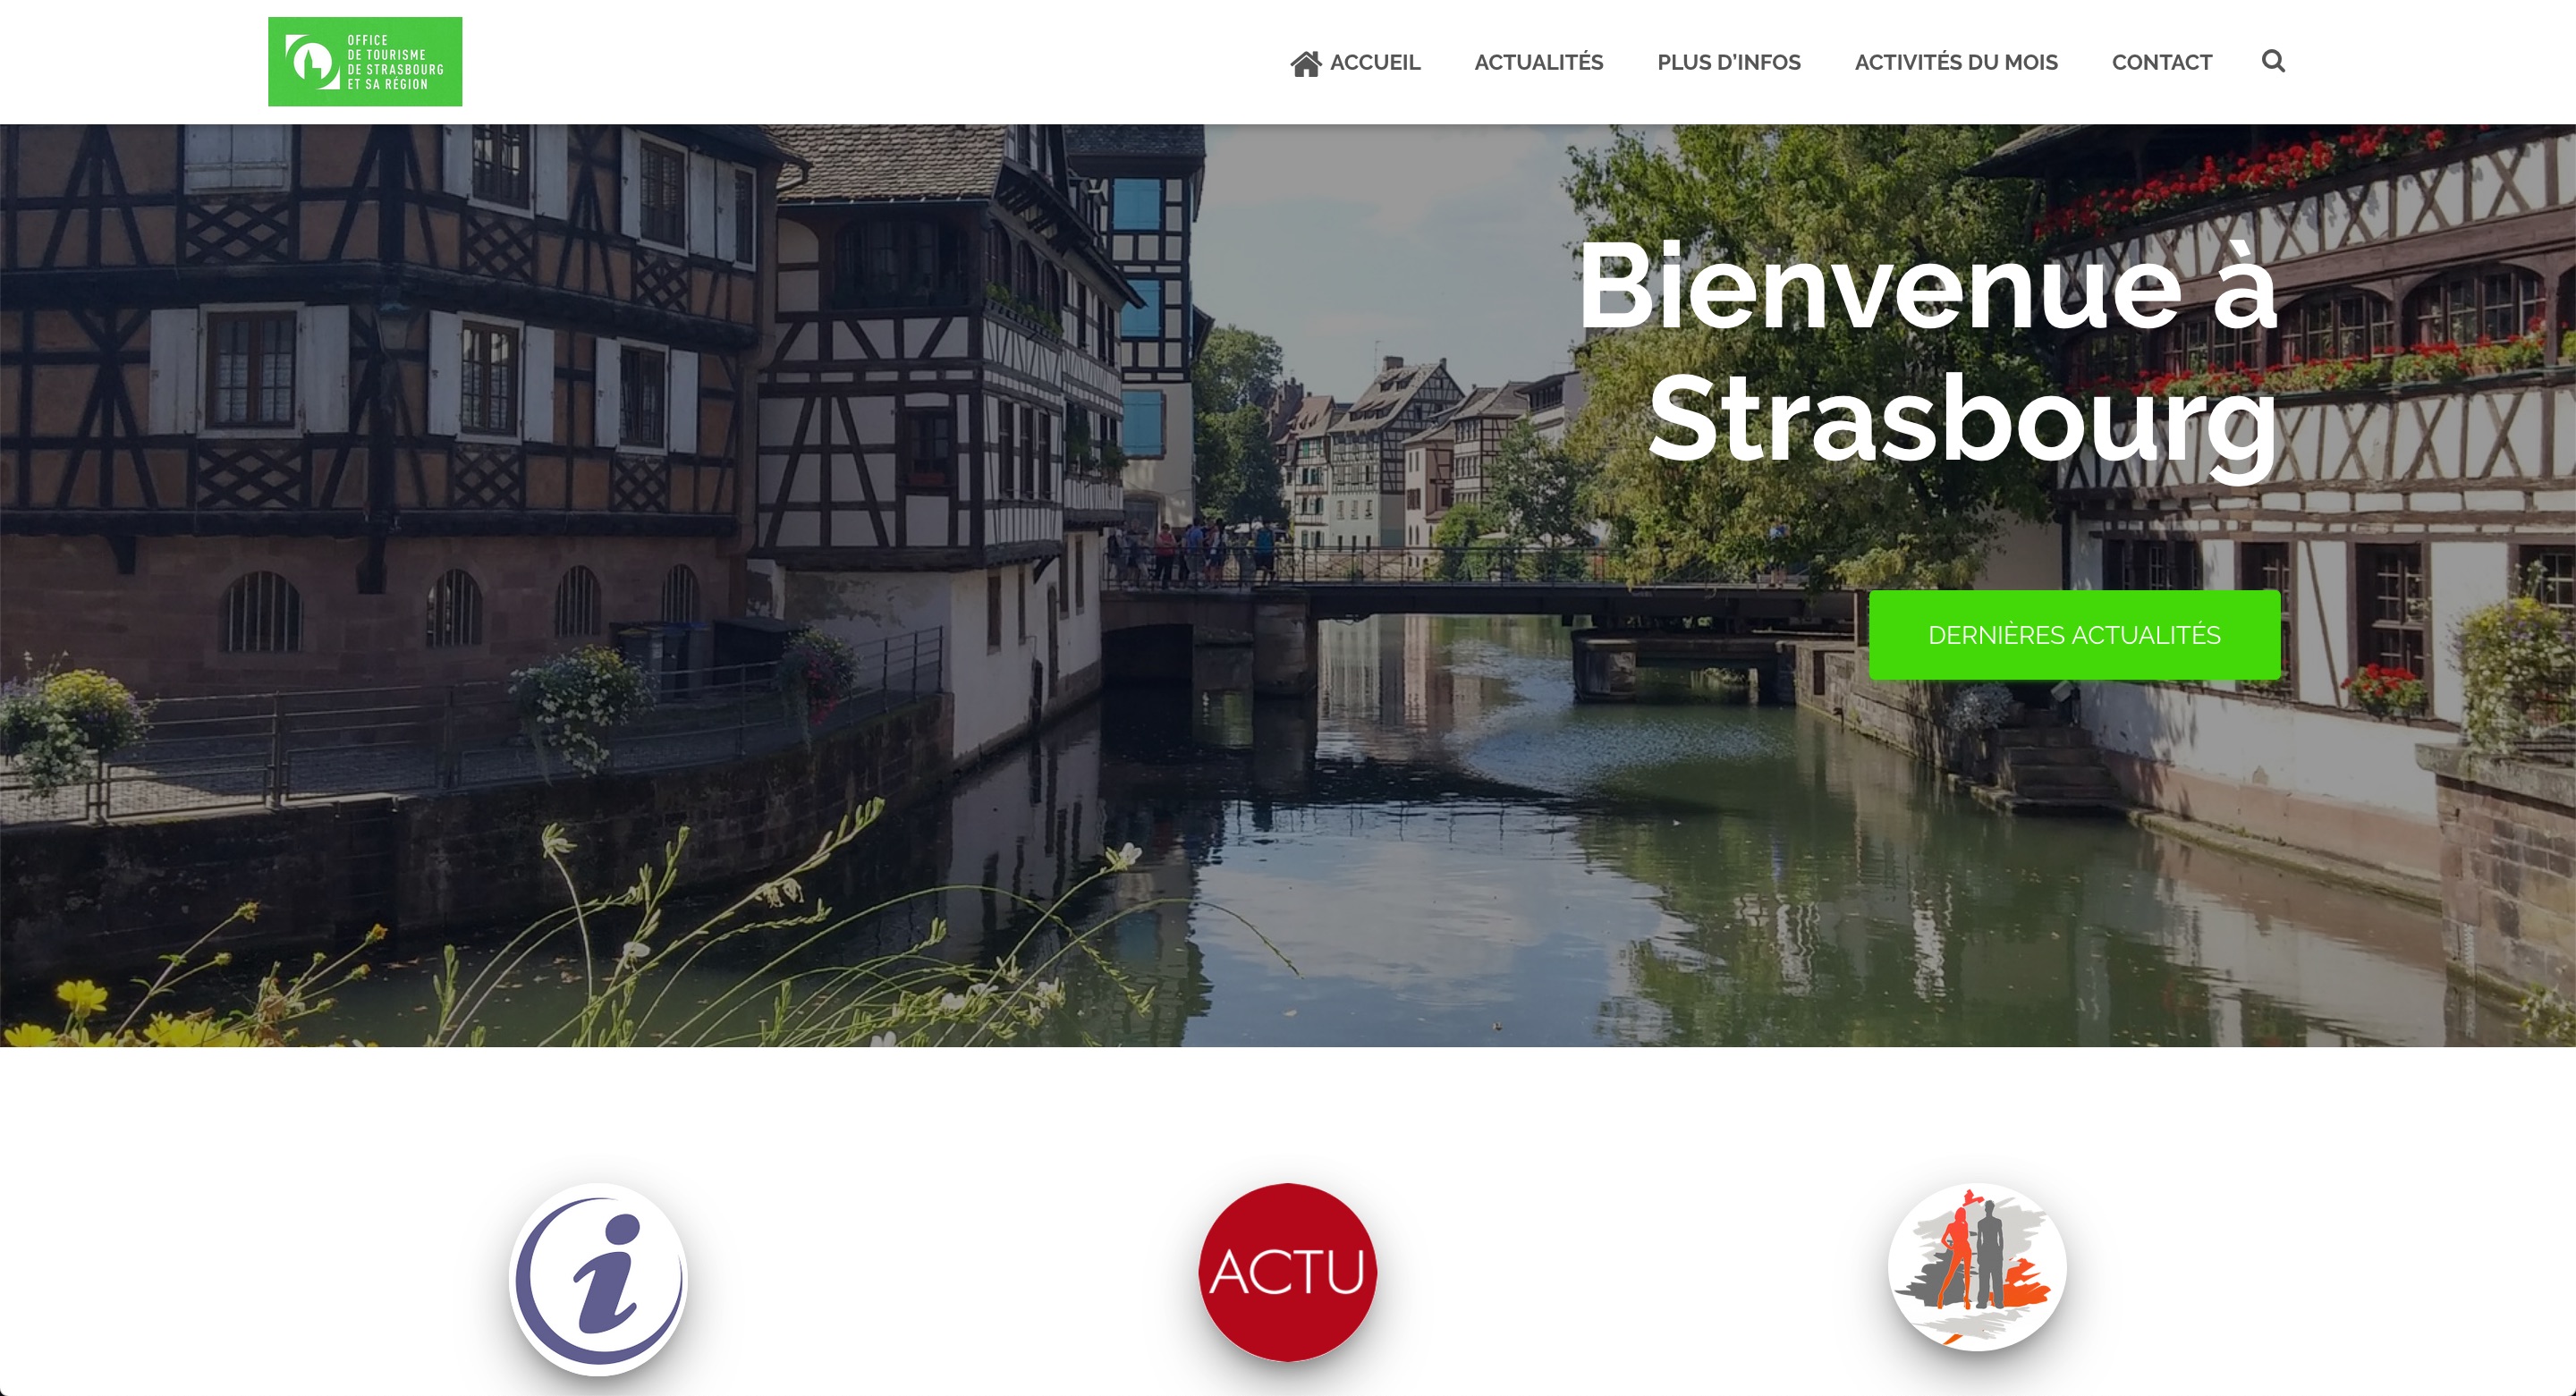 OFFICE
DE TOURISME
DE STRASBOURG
ET SA RÉGION
ACCUEIL ACTUALITÉS PLUS D'INFOS ACTIVITÉS DU MOIS CONTACT
Bienvenue à
Strasbourg
DERNIÈRES ACTUALITÉS
i ACTU